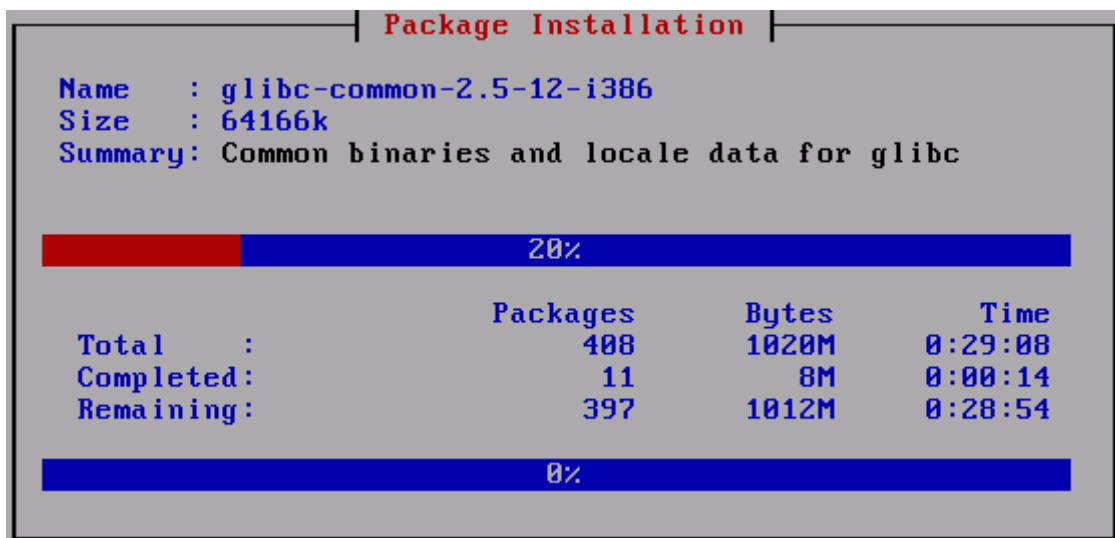 Package Installation
Name : glibc-common-2.5-12-i386
Size : 64166k
Summary: Common binaries and locale data for glibc
20%
Packages Bytes Time
Total : 408 1020M 0:29:08
Completed: 11 8M 0:00:14
Remaining: 397 1012M 0:28:54
0%